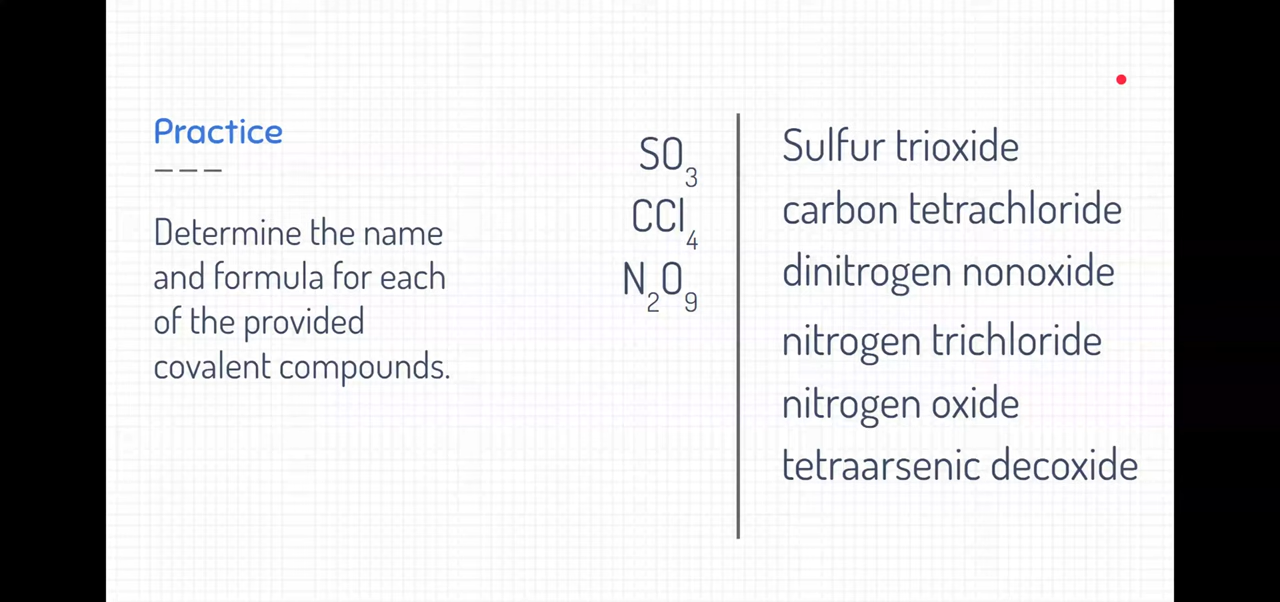 Practice
Determine the name
and formula for each
of the provided
covalent compounds.
SO₃
CCl₄
N₂O₉
Sulfur trioxide
carbon tetrachloride
dinitrogen nonoxide
nitrogen trichloride
nitrogen oxide
tetraarsenic decoxide